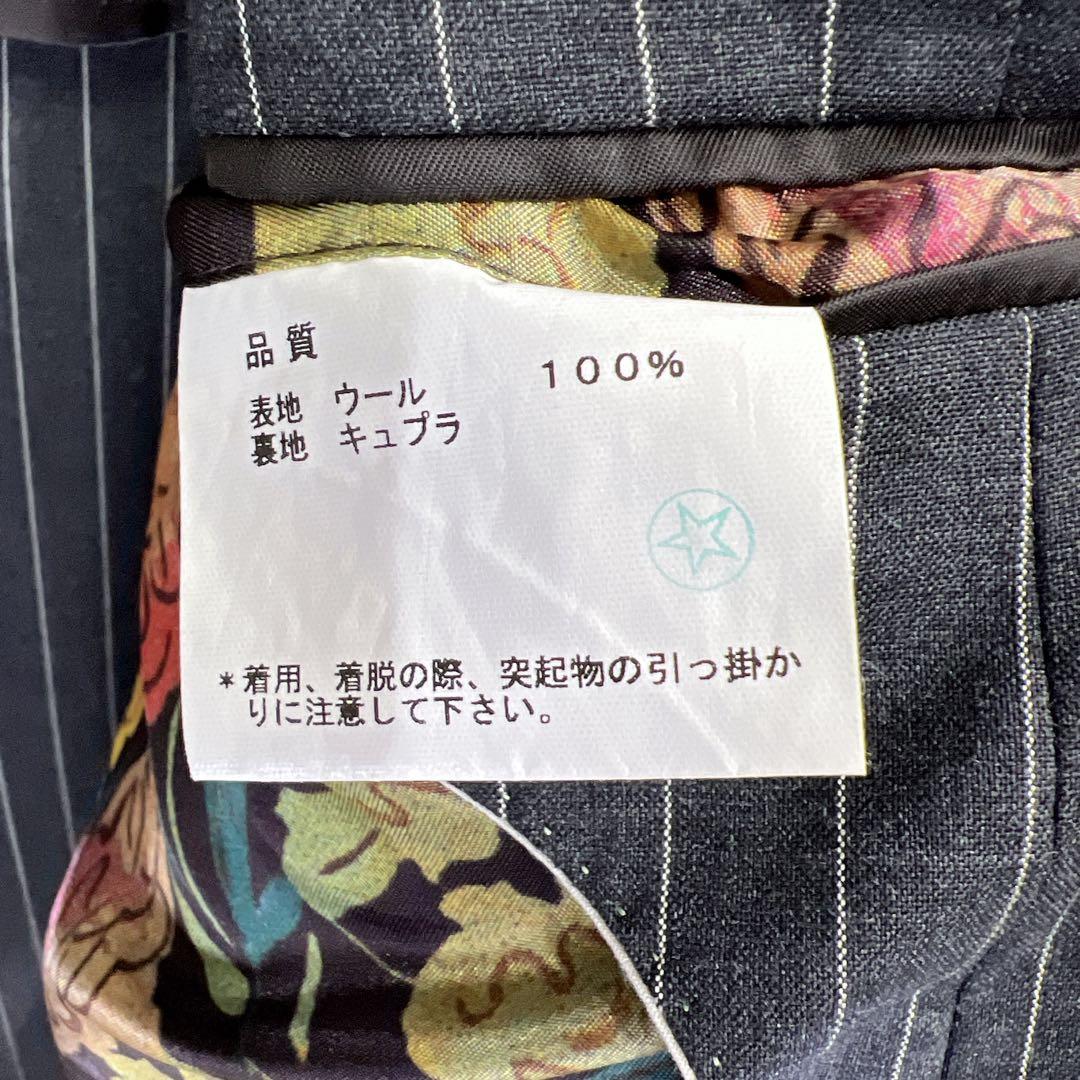 品質
表地 ウール 100%
裏地 キュプラ
*着用、着脱の際、突起物の引っ掛か
りに注意して下さい。